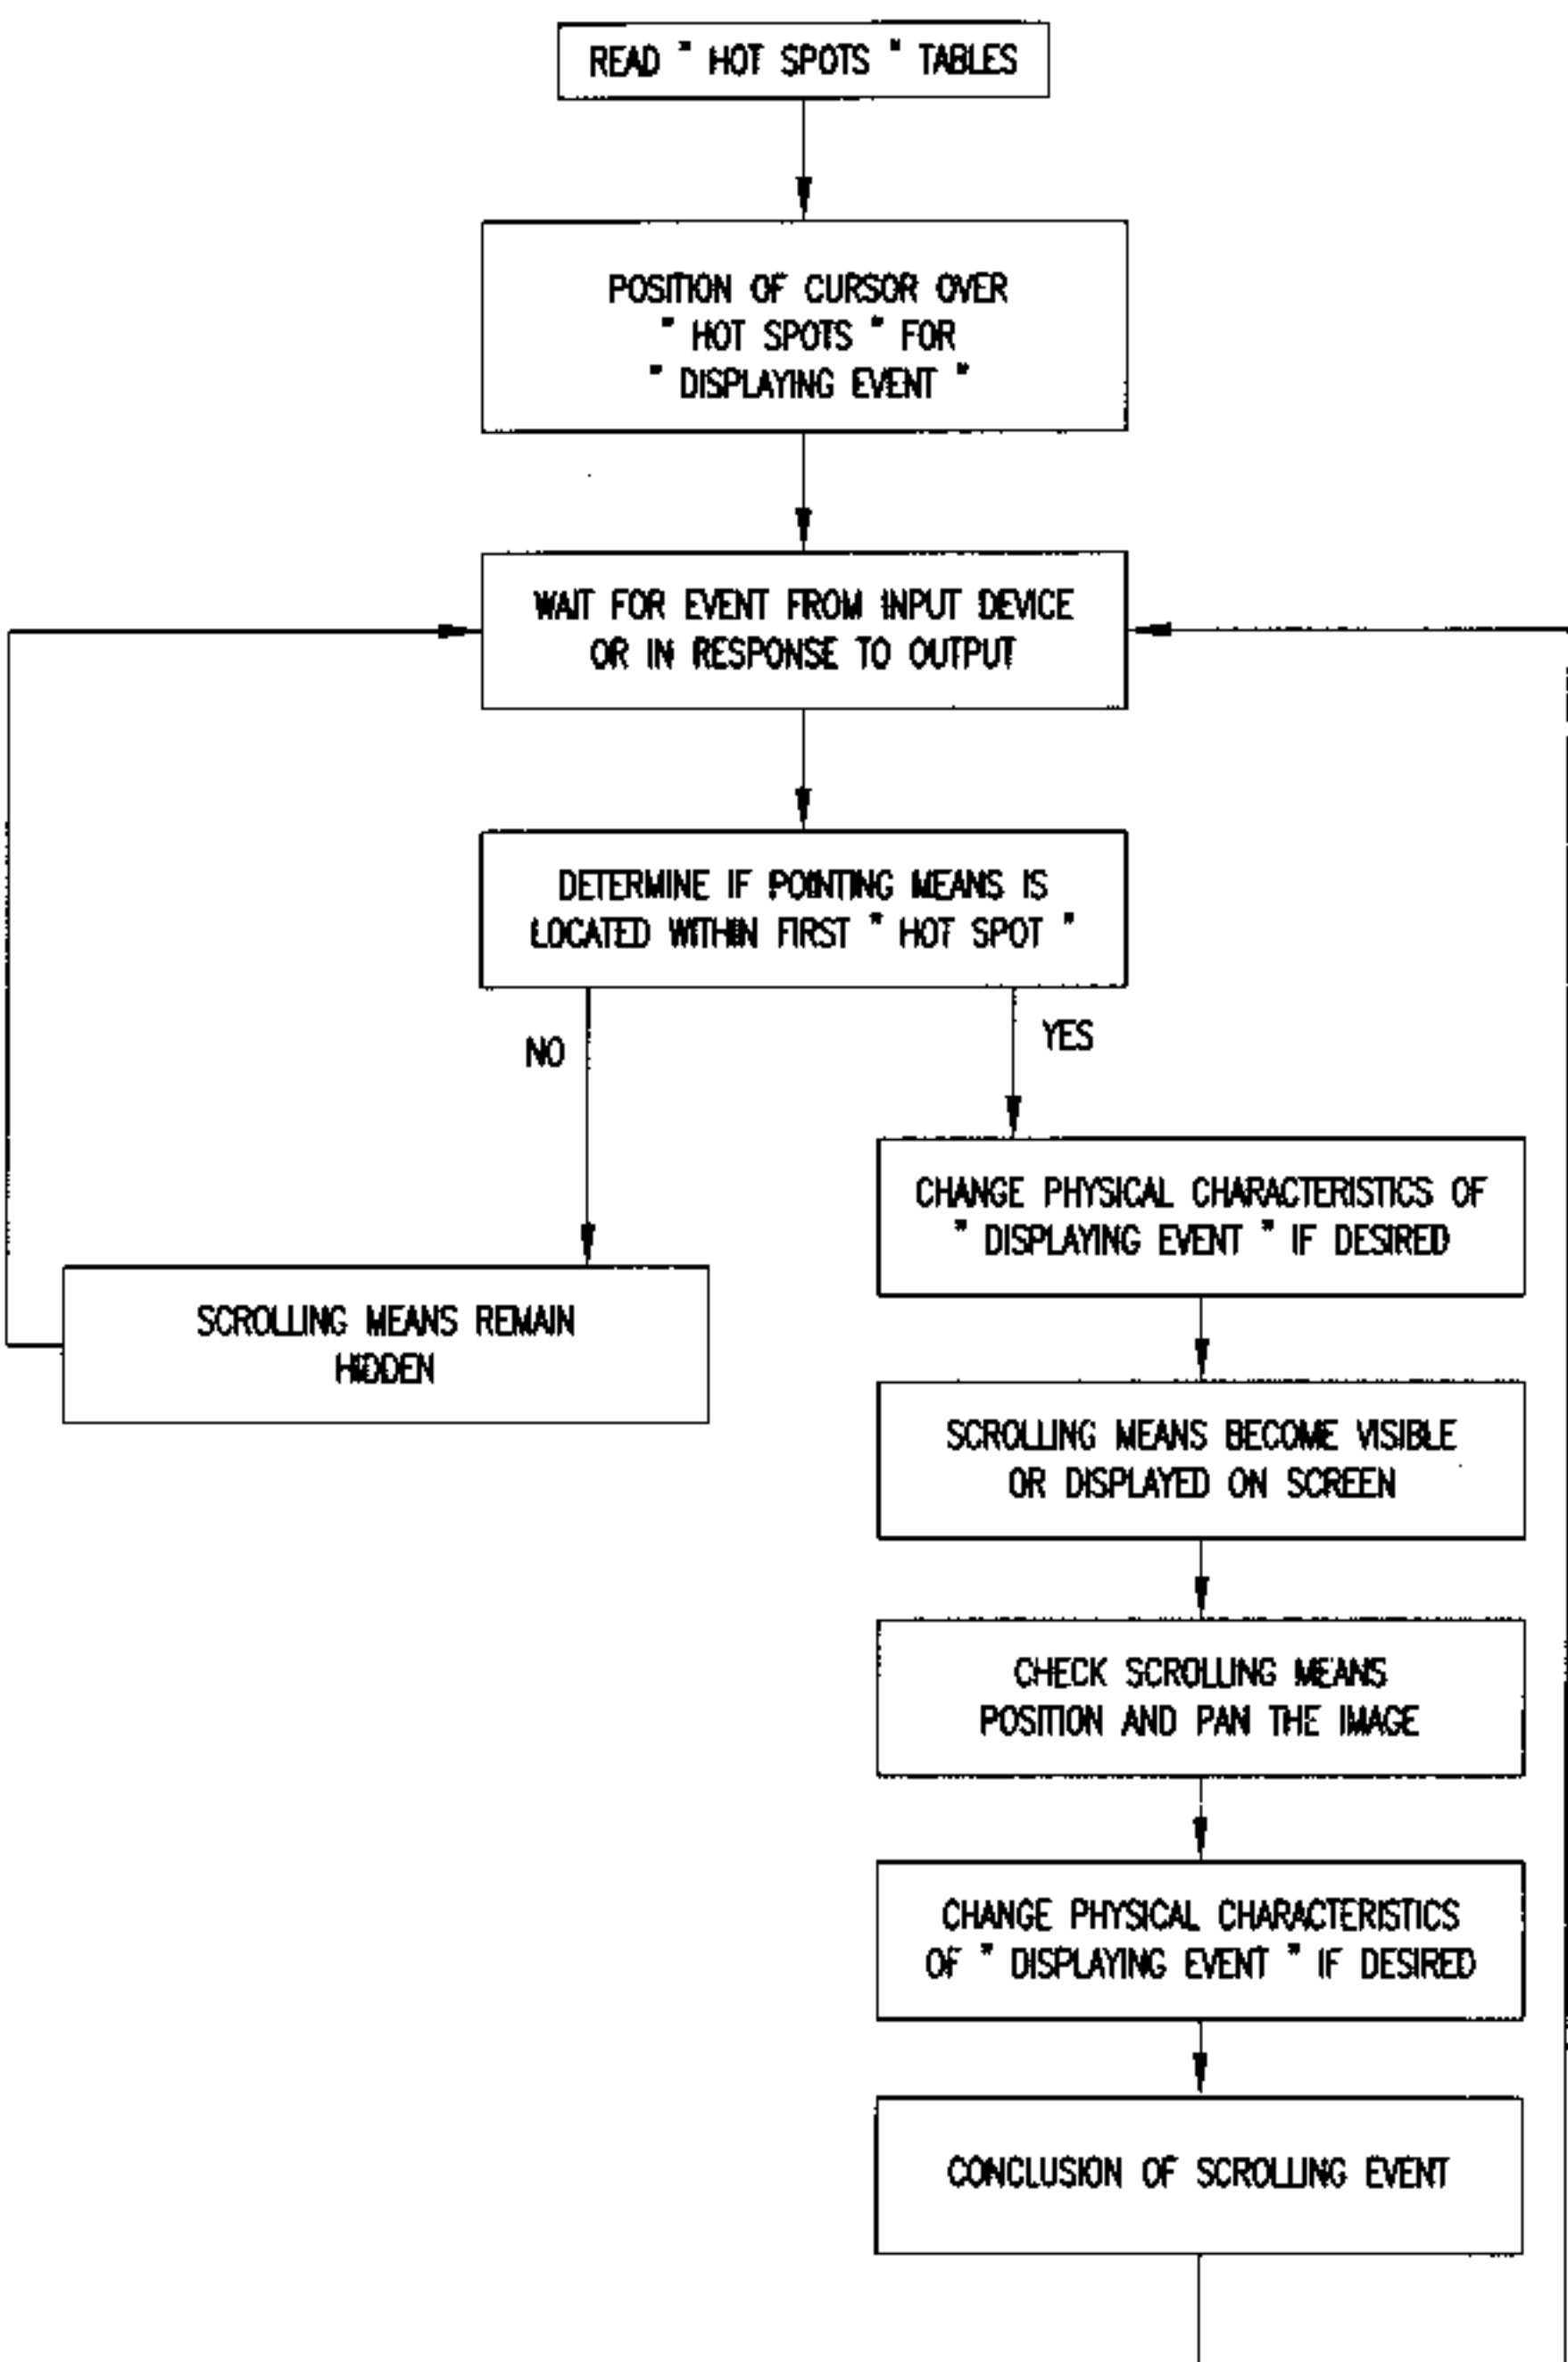 READ " HOT SPOTS " TABLES
POSITION OF CURSOR OVER
" HOT SPOTS " FOR
" DISPLAYING EVENT "
WAIT FOR EVENT FROM INPUT DEVICE
OR IN RESPONSE TO OUTPUT
DETERMINE IF POINTING MEANS IS
LOCATED WITHIN FIRST " HOT SPOT "
NO
YES
CHANGE PHYSICAL CHARACTERISTICS OF
" DISPLAYING EVENT " IF DESIRED
SCROLLING MEANS REMAIN
HIDDEN
SCROLLING MEANS BECOME VISIBLE
OR DISPLAYED ON SCREEN
CHECK SCROLLING MEANS
POSITION AND PAN THE IMAGE
CHANGE PHYSICAL CHARACTERISTICS
OF " DISPLAYING EVENT " IF DESIRED
CONCLUSION OF SCROLLING EVENT